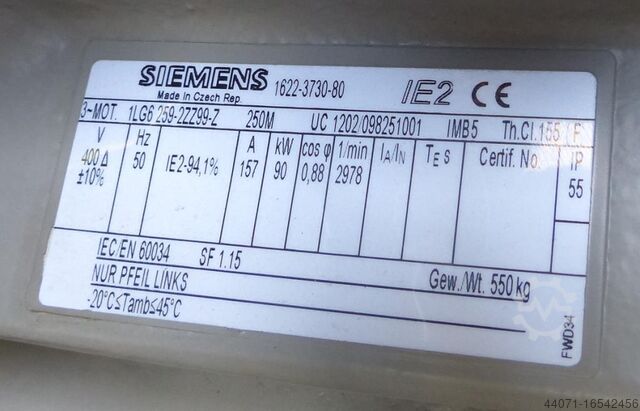 SIEMENS 1622-3730-80 IE2 CE
Made in Czech Rep.
3~MOT. 1LG6 259-2ZZ99-Z 250M UC 1202/098251001 IMB5 Th.Cl.155 F
V Hz A kW cos φ 1/min IA/IN TE s Certif. No. IP
400 Δ 50 IE2-94,1% 157 90 0,88 2978 55
±10%
IEC/EN 60034 SF 1.15
NUR PFEIL LINKS Gew./Wt. 550 kg
-20°C≤Tamb≤45°C
FWD34
44071-16542456